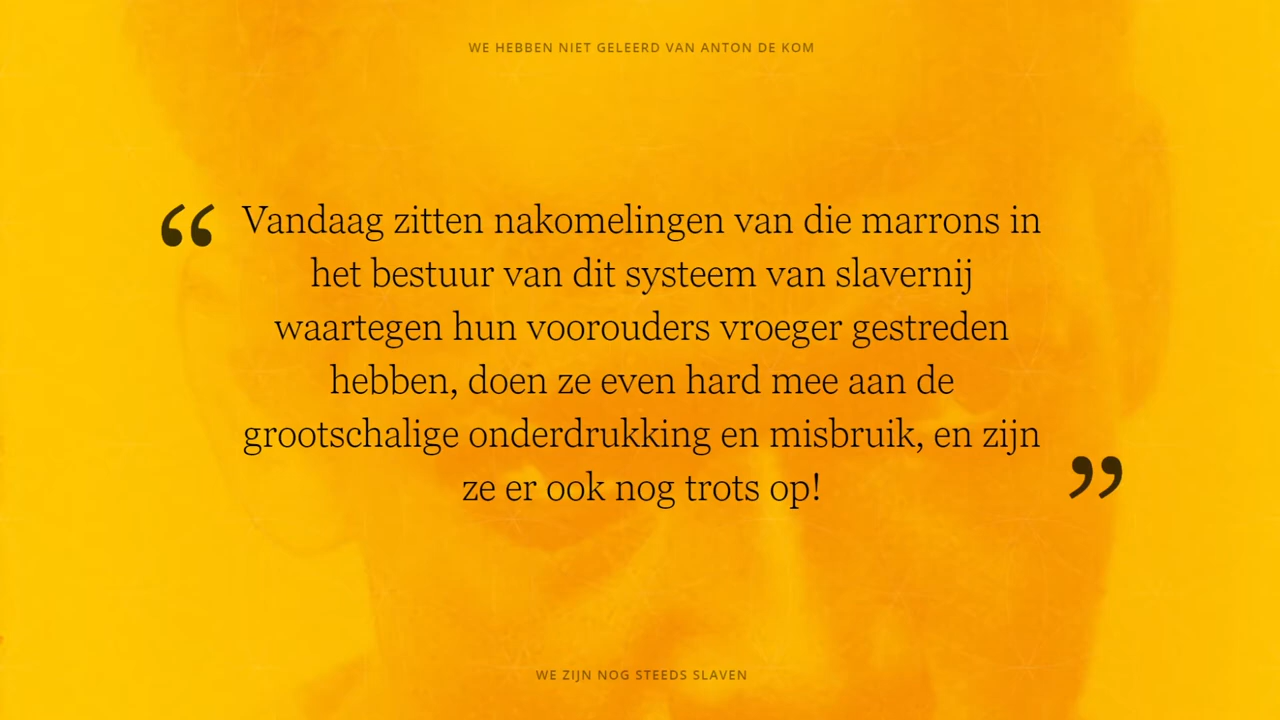 WE HEBBEN NIET GELEERD VAN ANTON DE KOM
“ Vandaag zitten nakomelingen van die marrons in
het bestuur van dit systeem van slavernij
waartegen hun voorouders vroeger gestreden
hebben, doen ze even hard mee aan de
grootschalige onderdrukking en misbruik, en zijn
ze er ook nog trots op! ”
WE ZIJN NOG STEEDS SLAVEN